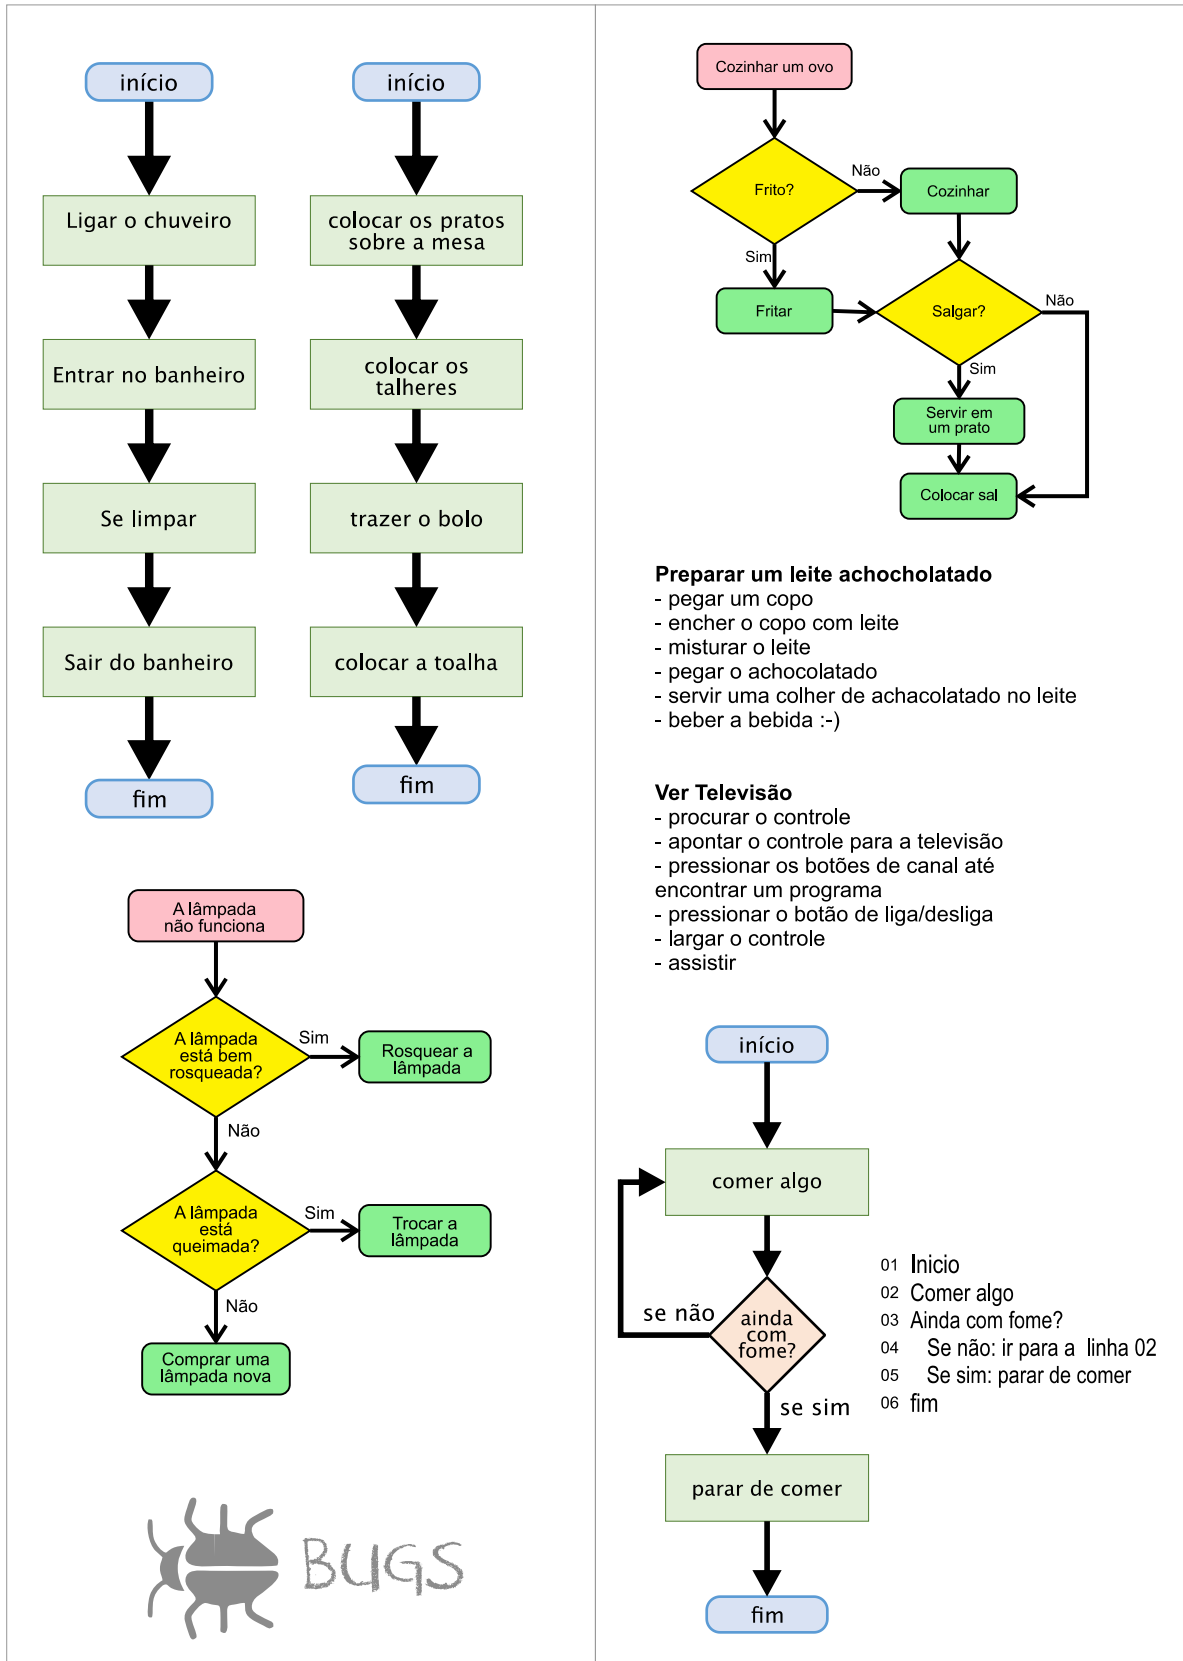 início
Ligar o chuveiro
Entrar no banheiro
Se limpar
Sair do banheiro
fim
início
colocar os pratos
sobre a mesa
colocar os
talheres
trazer o bolo
colocar a toalha
fim
A lâmpada
não funciona
A lâmpada
está bem
rosqueada?
Sim
Rosquear a
lâmpada
Não
A lâmpada
está
queimada?
Sim
Trocar a
lâmpada
Não
Comprar uma
lâmpada nova
BUGS
Cozinhar um ovo
Frito?
Não
Cozinhar
Sim
Fritar
Salgar?
Não
Sim
Servir em
um prato
Colocar sal
Preparar um leite achocholatado
- pegar um copo
- encher o copo com leite
- misturar o leite
- pegar o achocolatado
- servir uma colher de achacolatado no leite
- beber a bebida :-)
Ver Televisão
- procurar o controle
- apontar o controle para a televisão
- pressionar os botões de canal até
encontrar um programa
- pressionar o botão de liga/desliga
- largar o controle
- assistir
início
comer algo
se não
ainda
com
fome?
se sim
parar de comer
fim
01 Inicio
02 Comer algo
03 Ainda com fome?
04 Se não: ir para a linha 02
05 Se sim: parar de comer
06 fim